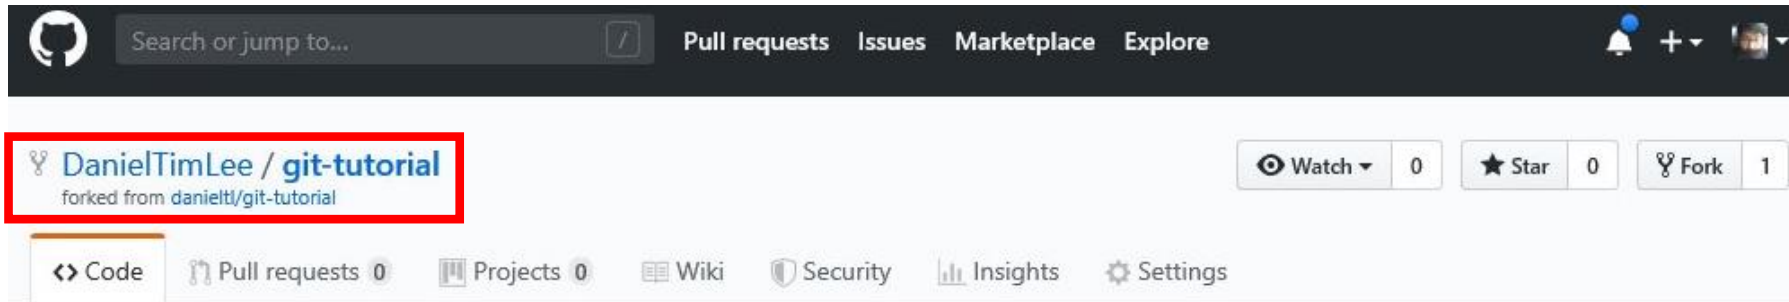 Search or jump to... / Pull requests Issues Marketplace Explore
DanielTimLee / git-tutorial Watch 0 Star 0 Fork 1
forked from danieltl/git-tutorial
<> Code Pull requests 0 Projects 0 Wiki Security Insights Settings